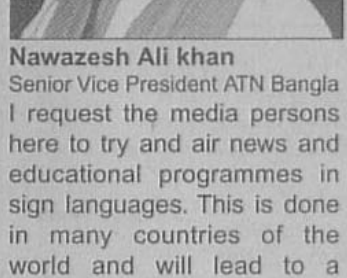 Nawazesh Ali khan
Senior Vice President ATN Bangla
I request the media persons
here to try and air news and
educational programmes in
sign languages. This is done
in many countries of the
world and will lead to a